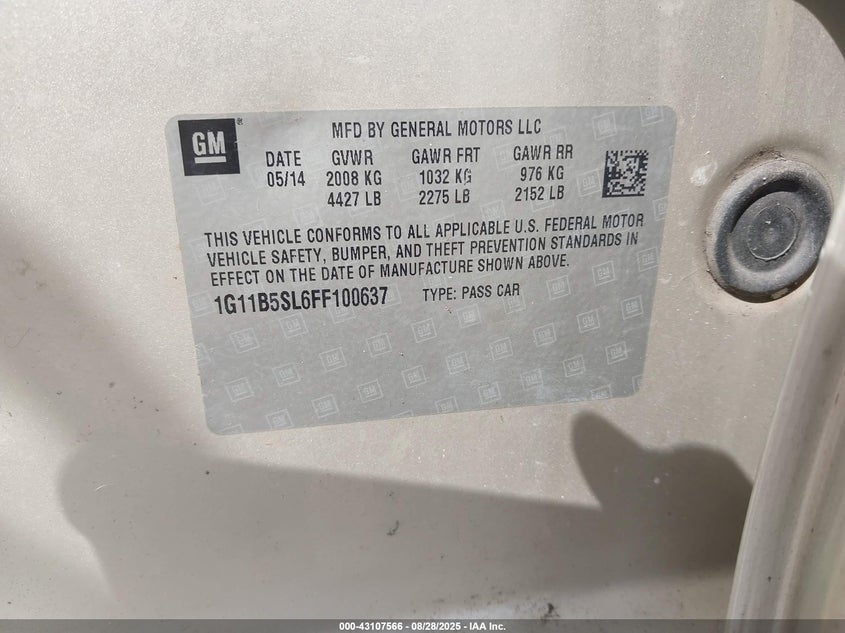 GM ®
MFD BY GENERAL MOTORS LLC
DATE GVWR GAWR FRT GAWR RR
05/14 2008 KG 1032 KG 976 KG
4427 LB 2275 LB 2152 LB
THIS VEHICLE CONFORMS TO ALL APPLICABLE U.S. FEDERAL MOTOR
VEHICLE SAFETY, BUMPER, AND THEFT PREVENTION STANDARDS IN
EFFECT ON THE DATE OF MANUFACTURE SHOWN ABOVE.
1G11B5SL6FF100637 TYPE: PASS CAR
000-43107566 - 08/28/2025 - IAA Inc.